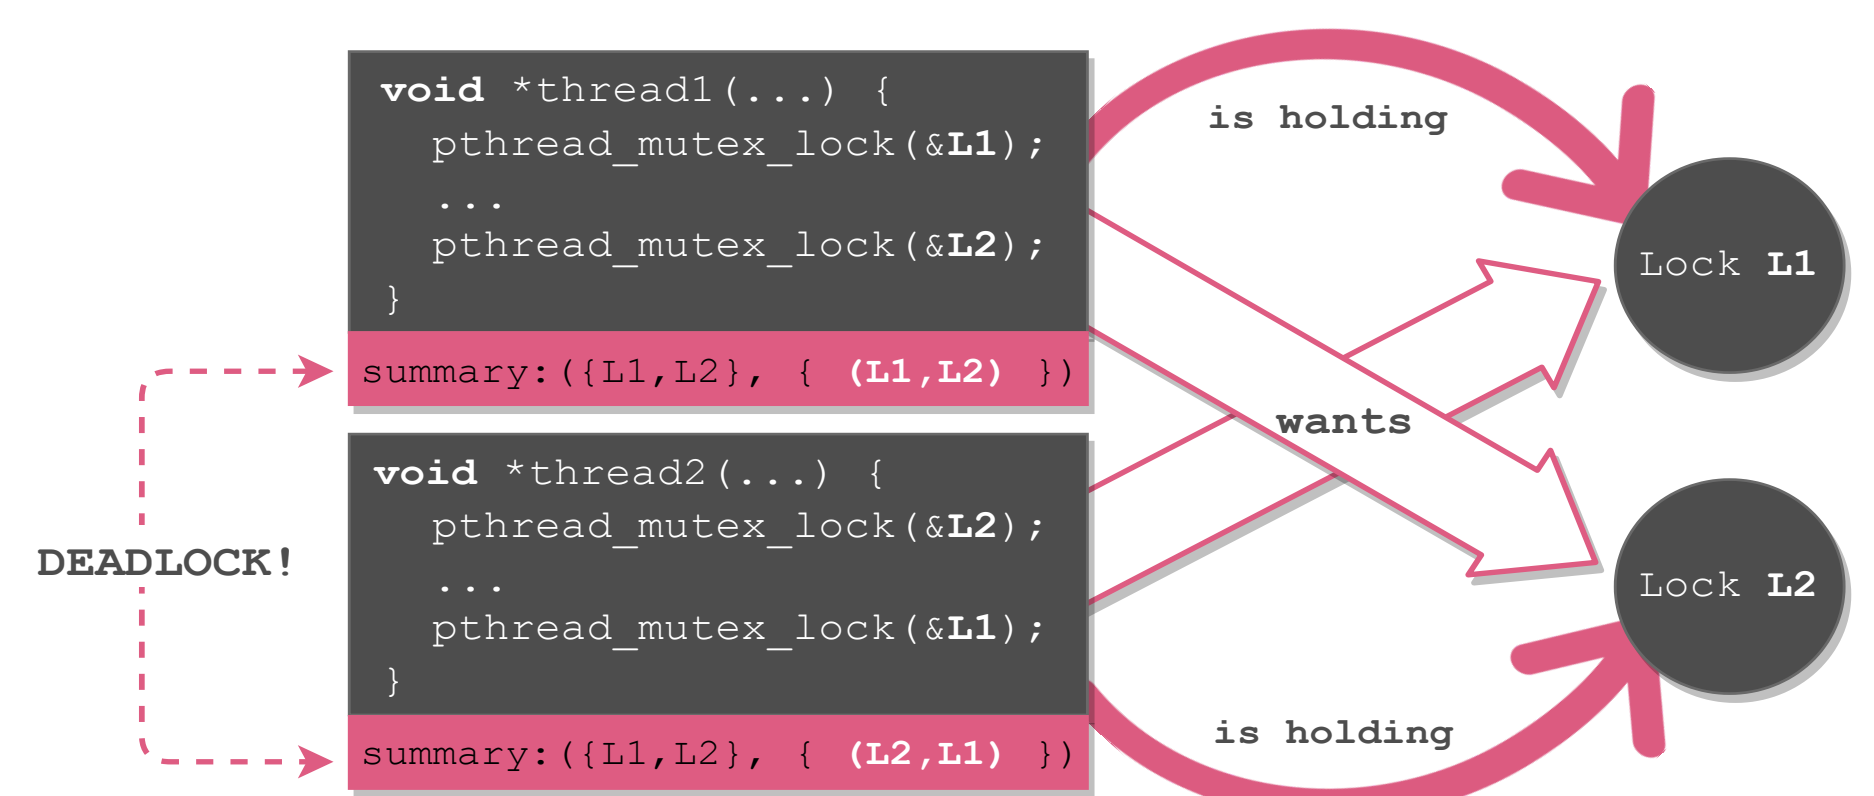 void *thread1(...) {
pthread_mutex_lock(&L1);
...
pthread_mutex_lock(&L2);
}
summary:({L1,L2}, { (L1,L2) })
void *thread2(...) {
pthread_mutex_lock(&L2);
...
pthread_mutex_lock(&L1);
}
summary:({L1,L2}, { (L2,L1) })
DEADLOCK!
is holding
wants
is holding
Lock L1
Lock L2